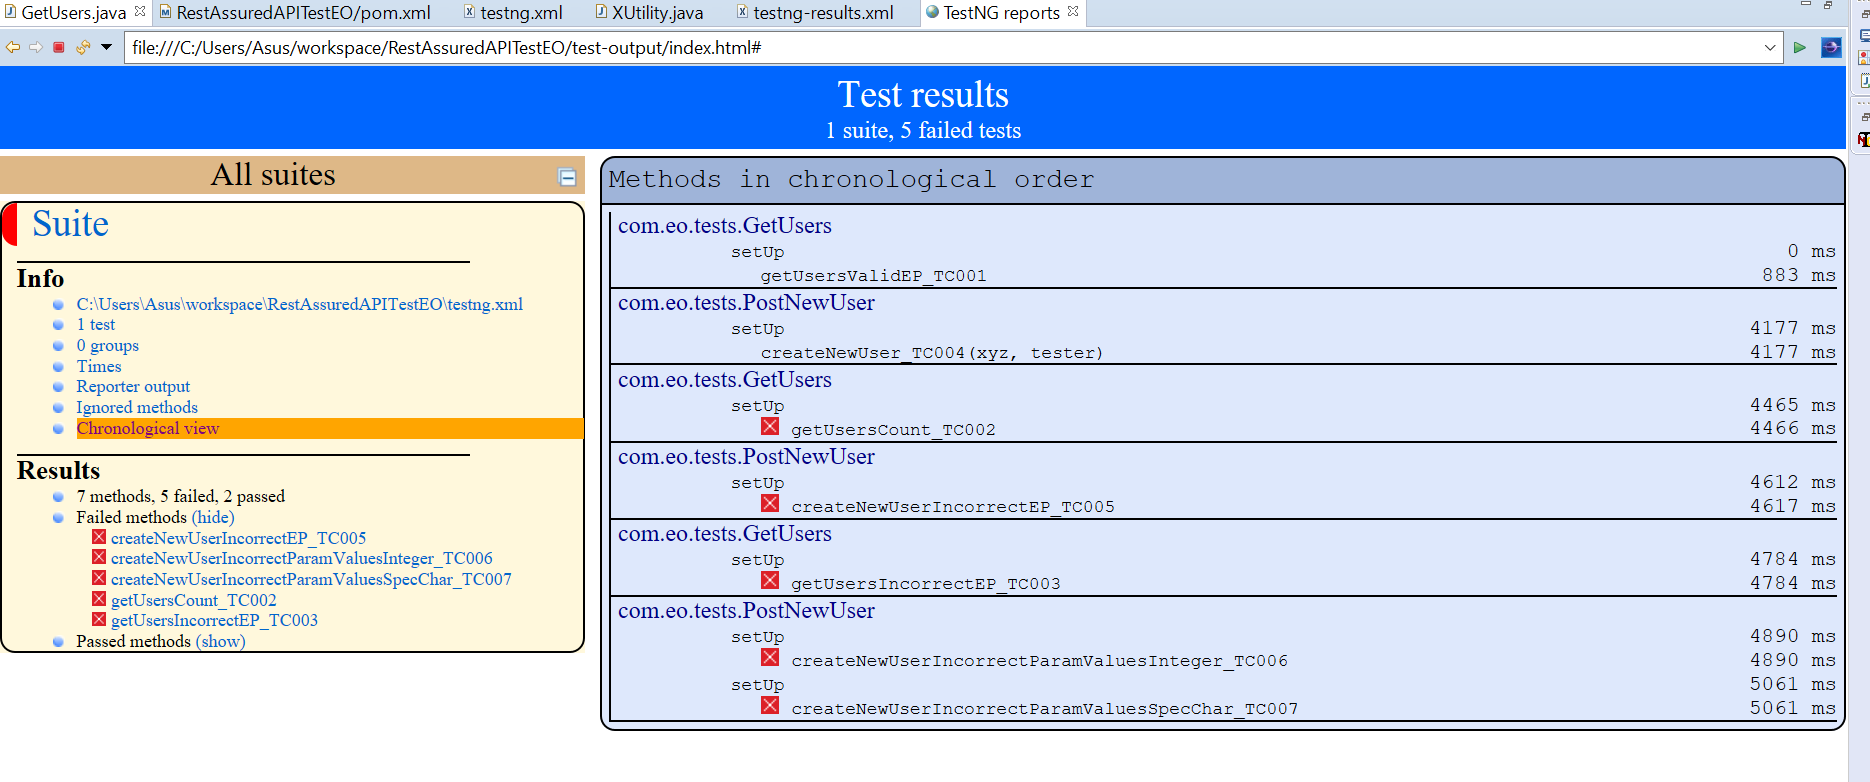 GetUsers.java
RestAssuredAPITestEO/pom.xml
testng.xml
XUtility.java
testng-results.xml
TestNG reports
file:///C:/Users/Asus/workspace/RestAssuredAPITestEO/test-output/index.html#
Test results
1 suite, 5 failed tests
All suites
Suite
Info
C:\Users\Asus\workspace\RestAssuredAPITestEO\testng.xml
1 test
0 groups
Times
Reporter output
Ignored methods
Chronological view
Results
7 methods, 5 failed, 2 passed
Failed methods (hide)
createNewUserIncorrectEP_TC005
createNewUserIncorrectParamValuesInteger_TC006
createNewUserIncorrectParamValuesSpecChar_TC007
getUsersCount_TC002
getUsersIncorrectEP_TC003
Passed methods (show)
Methods in chronological order
com.eo.tests.GetUsers
setUp 0 ms
getUsersValidEP_TC001 883 ms
com.eo.tests.PostNewUser
setUp 4177 ms
createNewUser_TC004(xyz, tester) 4177 ms
com.eo.tests.GetUsers
setUp 4465 ms
getUsersCount_TC002 4466 ms
com.eo.tests.PostNewUser
setUp 4612 ms
createNewUserIncorrectEP_TC005 4617 ms
com.eo.tests.GetUsers
setUp 4784 ms
getUsersIncorrectEP_TC003 4784 ms
com.eo.tests.PostNewUser
setUp 4890 ms
createNewUserIncorrectParamValuesInteger_TC006 4890 ms
setUp 5061 ms
createNewUserIncorrectParamValuesSpecChar_TC007 5061 ms